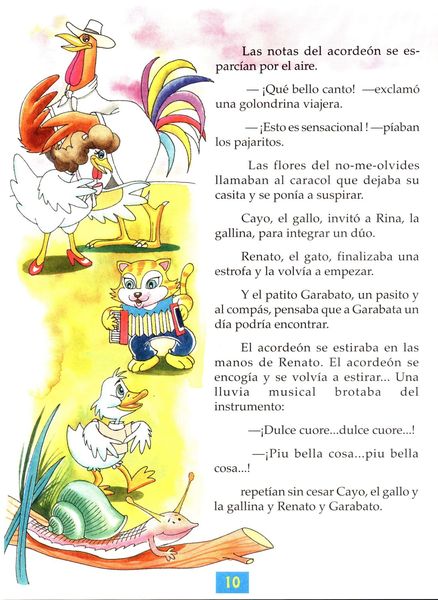 Las notas del acordeón se es-
parcían por el aire.
— ¡Qué bello canto! —exclamó
una golondrina viajera.
— ¡Esto es sensacional! —piaban
los pajaritos.
Las flores del no-me-olvides
llamaban al caracol que dejaba su
casita y se ponía a suspirar.
Cayo, el gallo, invitó a Rina, la
gallina, para integrar un dúo.
Renato, el gato, finalizaba una
estrofa y la volvía a empezar.
Y el patito Garabato, un pasito y
al compás, pensaba que a Garabata un
día podría encontrar.
El acordeón se estiraba en las
manos de Renato. El acordeón se
encogía y se volvía a estirar... Una
lluvia musical brotaba del
instrumento:
—¡Dulce cuore...dulce cuore...!
—¡Piu bella cosa...piu bella
cosa...!
repetían sin cesar Cayo, el gallo y
la gallina y Renato y Garabato.
10